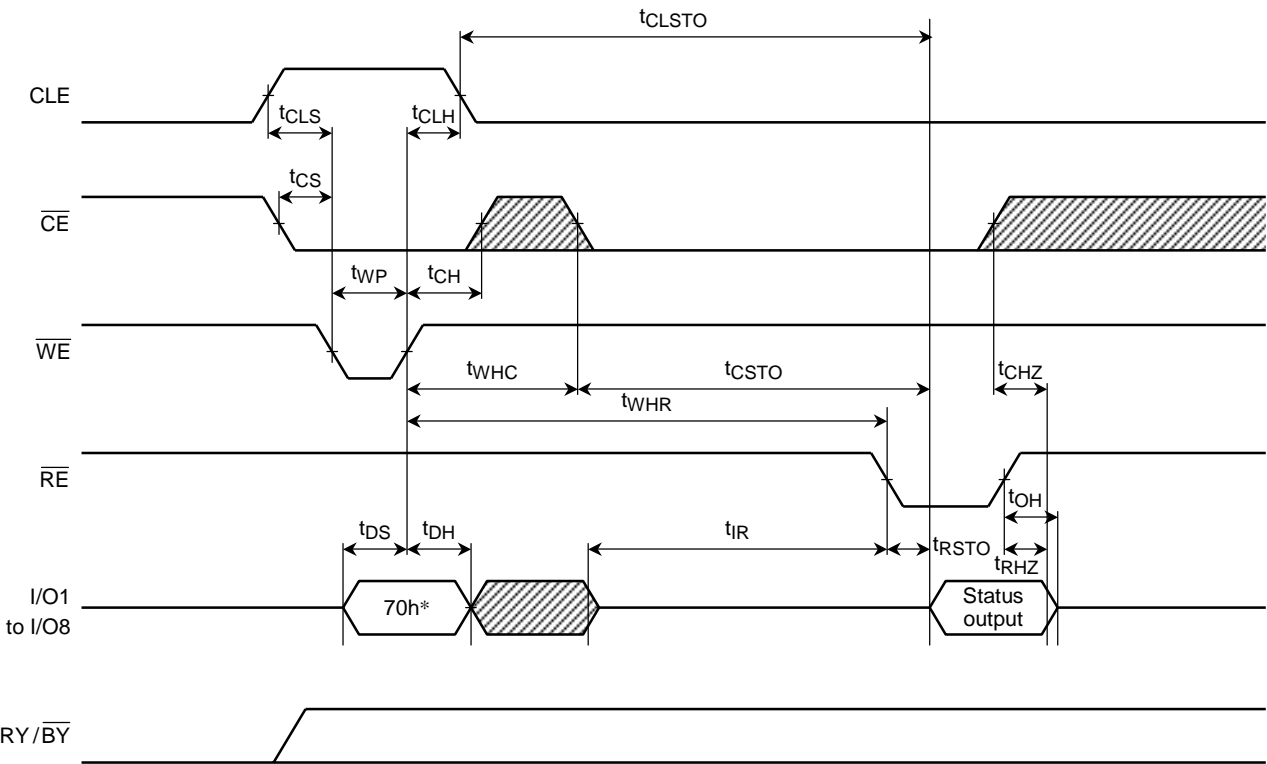 tCLSTO
CLE
tCLS
tCLH
tCS
CE
tWP
tCH
WE
tWHC
tCSTO
tCHZ
tWHR
RE
tOH
tDS
tDH
tIR
tRSTO
tRHZ
I/O1
to I/O8
70h*
Status
output
RY/BY